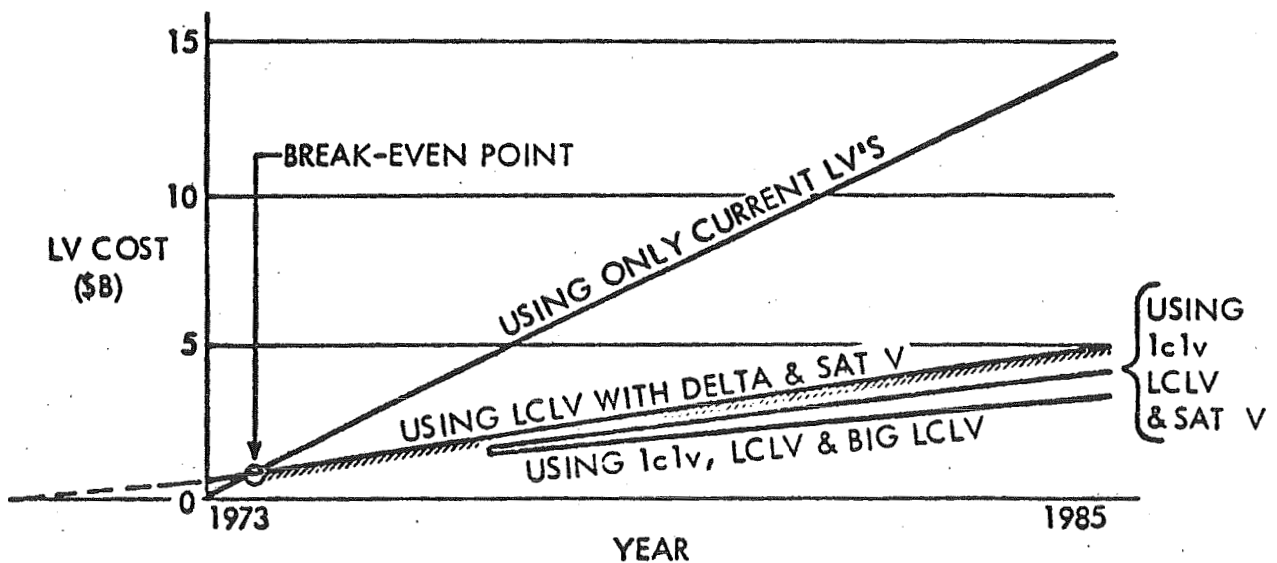 15
BREAK-EVEN POINT
10
LV COST
($B)
USING ONLY CURRENT LV'S
5
USING LCLV WITH DELTA & SAT V
USING lclv, LCLV & BIG LCLV
USING
lclv
LCLV
& SAT V
0
1973
1985
YEAR